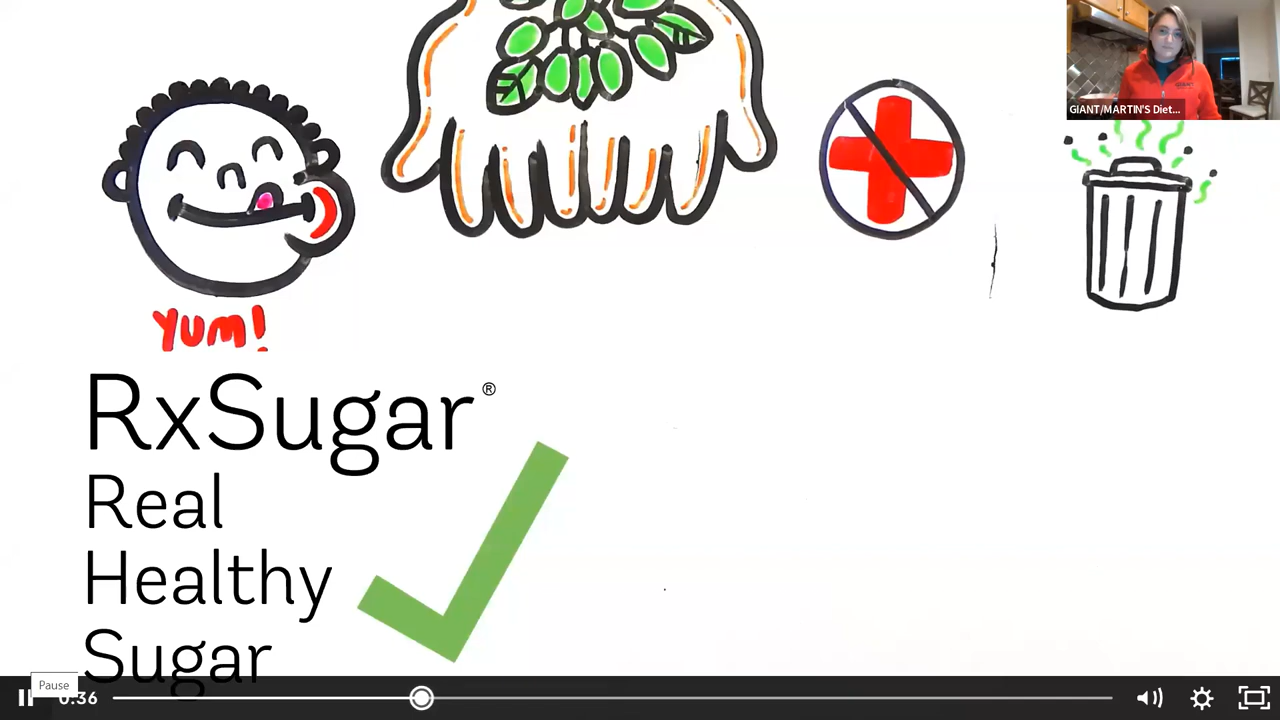 GIANT/MARTIN'S Diet...
YUM!
RxSugar®
Real
Healthy
Sugar
Pause
0:36